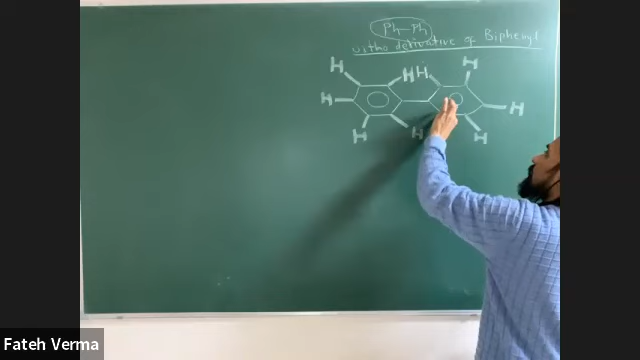 Ph-Ph
ortho derivative of Biphenyl
H H H H
H H
H H H
Fateh Verma